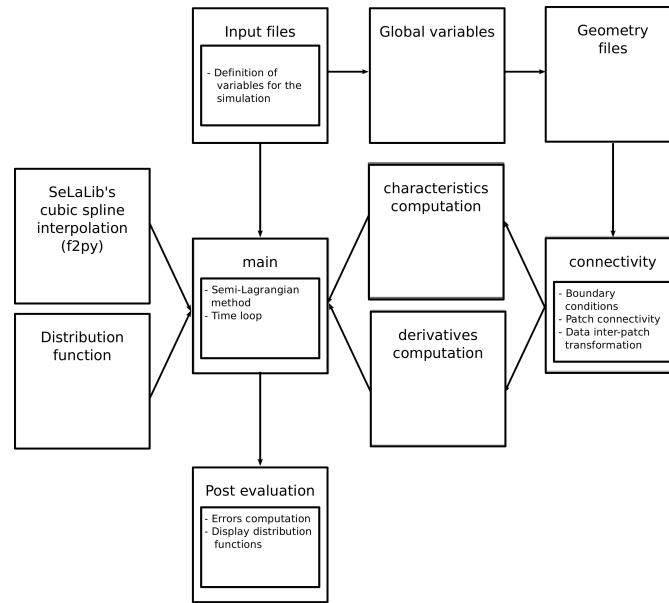 Input files
- Definition of
variables for the
simulation
Global variables
Geometry
files
SeLaLib's
cubic spline
interpolation
(f2py)
characteristics
computation
main
- Semi-Lagrangian
method
- Time loop
connectivity
- Boundary
conditions
- Patch connectivity
- Data inter-patch
transformation
Distribution
function
derivatives
computation
Post evaluation
- Errors computation
- Display distribution
functions